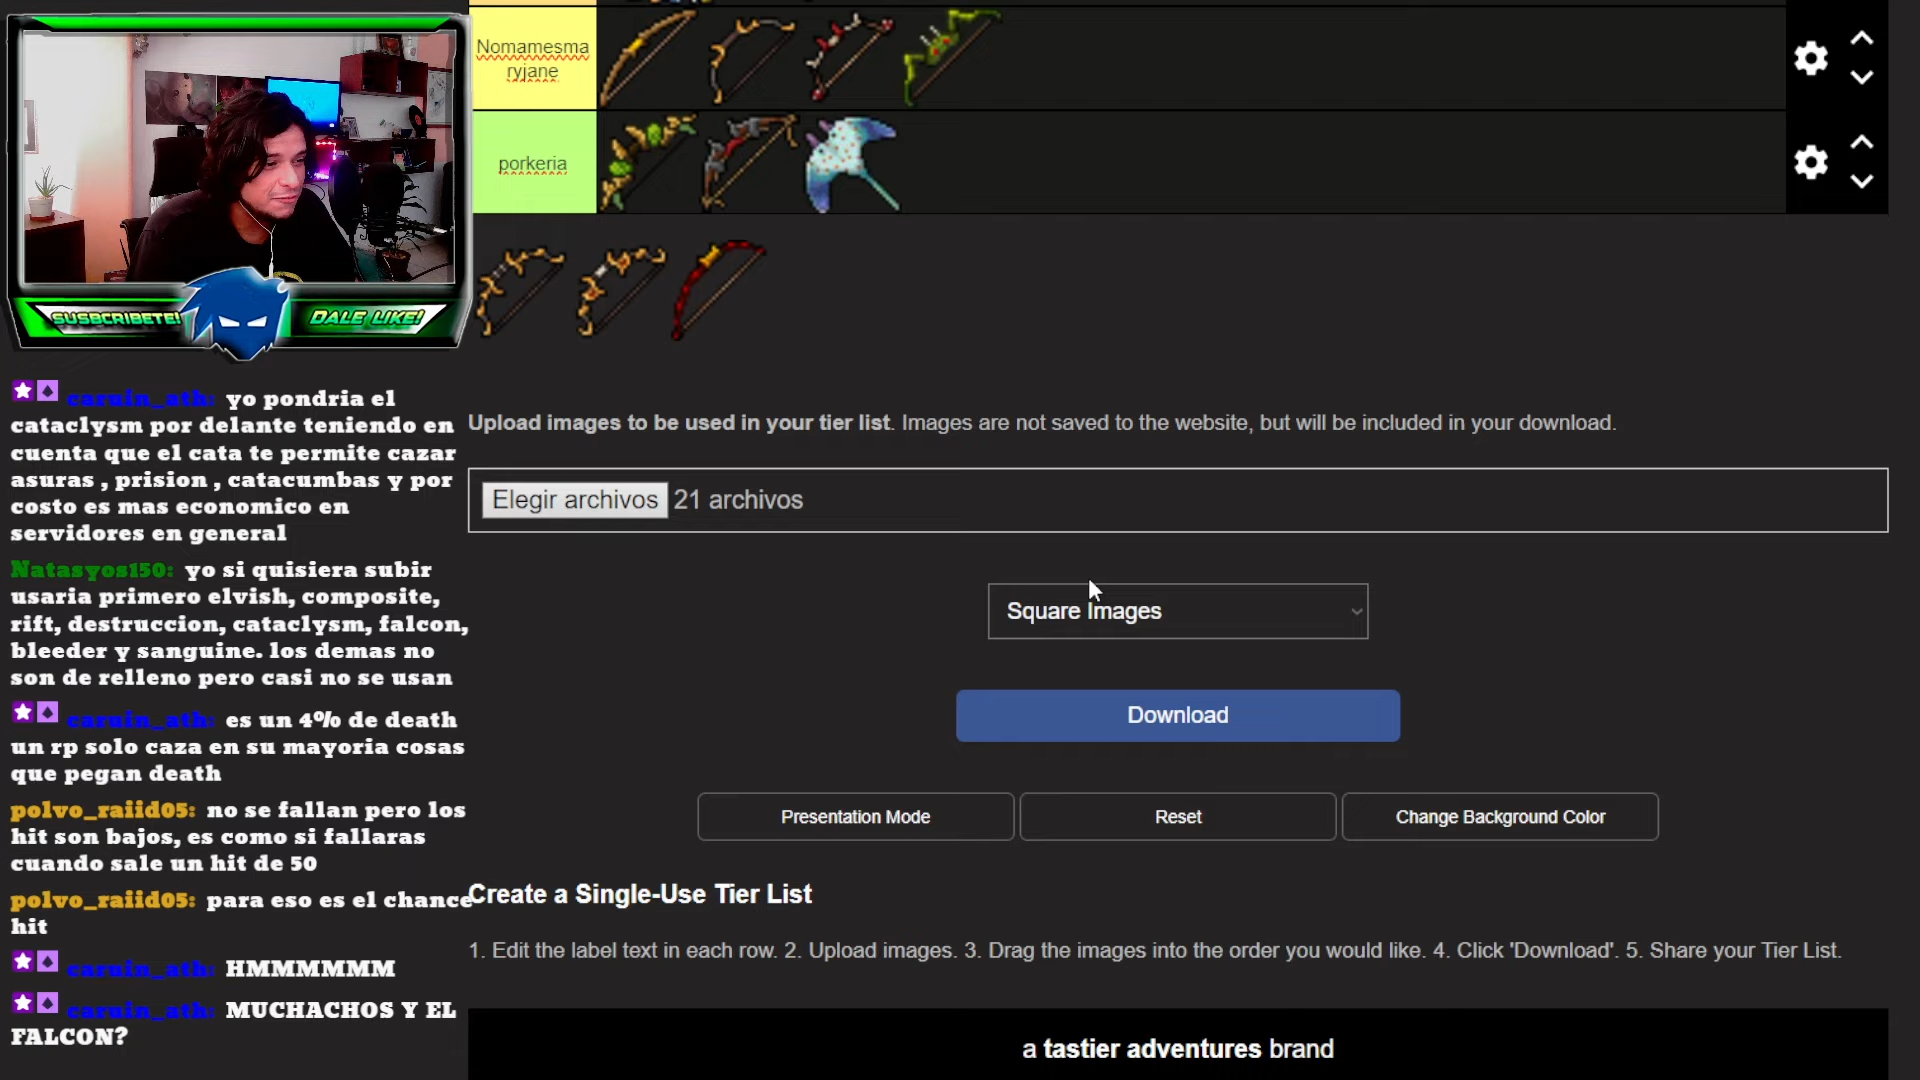 Nomamesma
ryjane
porkeria
SUSBCRIBETE!
DALE LIKE!
caruin_ath: yo pondria el
cataclysm por delante teniendo en
cuenta que el cata te permite cazar
asuras , prision , catacumbas y por
costo es mas economico en
servidores en general
Natasyos150: yo si quisiera subir
usaria primero elvish, composite,
rift, destruccion, cataclysm, falcon,
bleeder y sanguine. los demas no
son de relleno pero casi no se usan
caruin_ath: es un 4% de death
un rp solo caza en su mayoria cosas
que pegan death
polvo_raiid05: no se fallan pero los
hit son bajos, es como si fallaras
cuando sale un hit de 50
polvo_raiid05: para eso es el chance
hit
caruin_ath: HMMMMMM
caruin_ath: MUCHACHOS Y EL
FALCON?
Upload images to be used in your tier list. Images are not saved to the website, but will be included in your download.
Elegir archivos 21 archivos
Square Images
Download
Presentation Mode
Reset
Change Background Color
Create a Single-Use Tier List
1. Edit the label text in each row. 2. Upload images. 3. Drag the images into the order you would like. 4. Click 'Download'. 5. Share your Tier List.
a tastier adventures brand